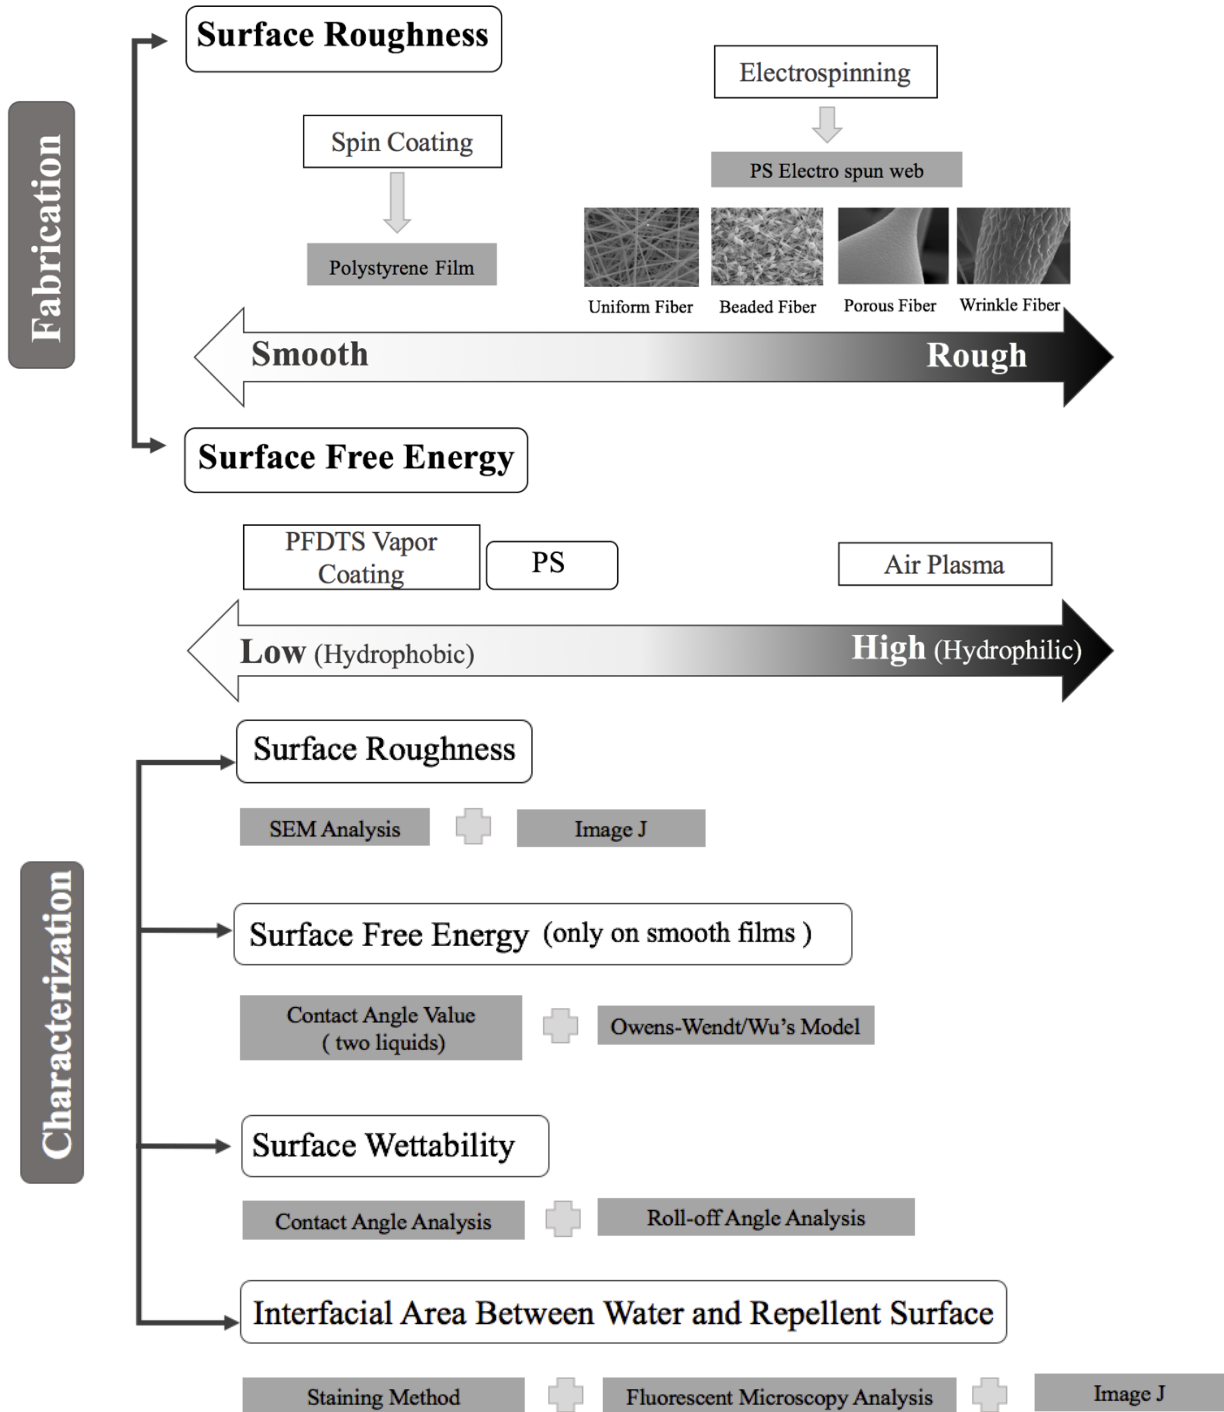 Fabrication
Surface Roughness
Electrospinning
Spin Coating
PS Electro spun web
Polystyrene Film
Uniform Fiber
Beaded Fiber
Porous Fiber
Wrinkle Fiber
Smooth
Rough
Surface Free Energy
PFDTS Vapor
Coating
PS
Air Plasma
Low (Hydrophobic)
High (Hydrophilic)
Characterization
Surface Roughness
SEM Analysis
Image J
Surface Free Energy (only on smooth films )
Contact Angle Value
( two liquids)
Owens-Wendt/Wu's Model
Surface Wettability
Contact Angle Analysis
Roll-off Angle Analysis
Interfacial Area Between Water and Repellent Surface
Staining Method
Fluorescent Microscopy Analysis
Image J